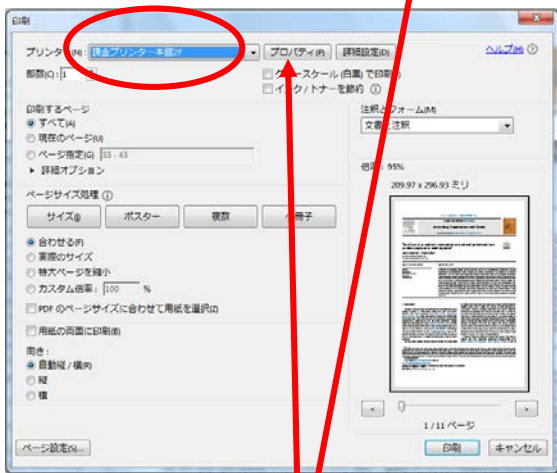 印刷
プリンター(N): 課金プリンター本館2F プロパティ(P) 詳細設定(D) ヘルプ(H)
部数(C): 1 グレースケール (白黒) で印刷
インク / トナーを節約
印刷するページ
すべて(A)
現在のページ(U)
ページ指定(G) 33 - 43
詳細オプション
注釈とフォーム(M)
文書と注釈
ページサイズ処理
サイズ(I) ポスター 複数 小冊子
合わせる(F)
実際のサイズ
特大ページを縮小
カスタム倍率: 100 %
PDF のページサイズに合わせて用紙を選択(Z)
用紙の両面に印刷(B)
向き:
自動縦 / 横(R)
縦
横
倍率: 95%
209.97 x 296.93 ミリ
< >
1 / 11 ページ
ページ設定(S)... 印刷 キャンセル